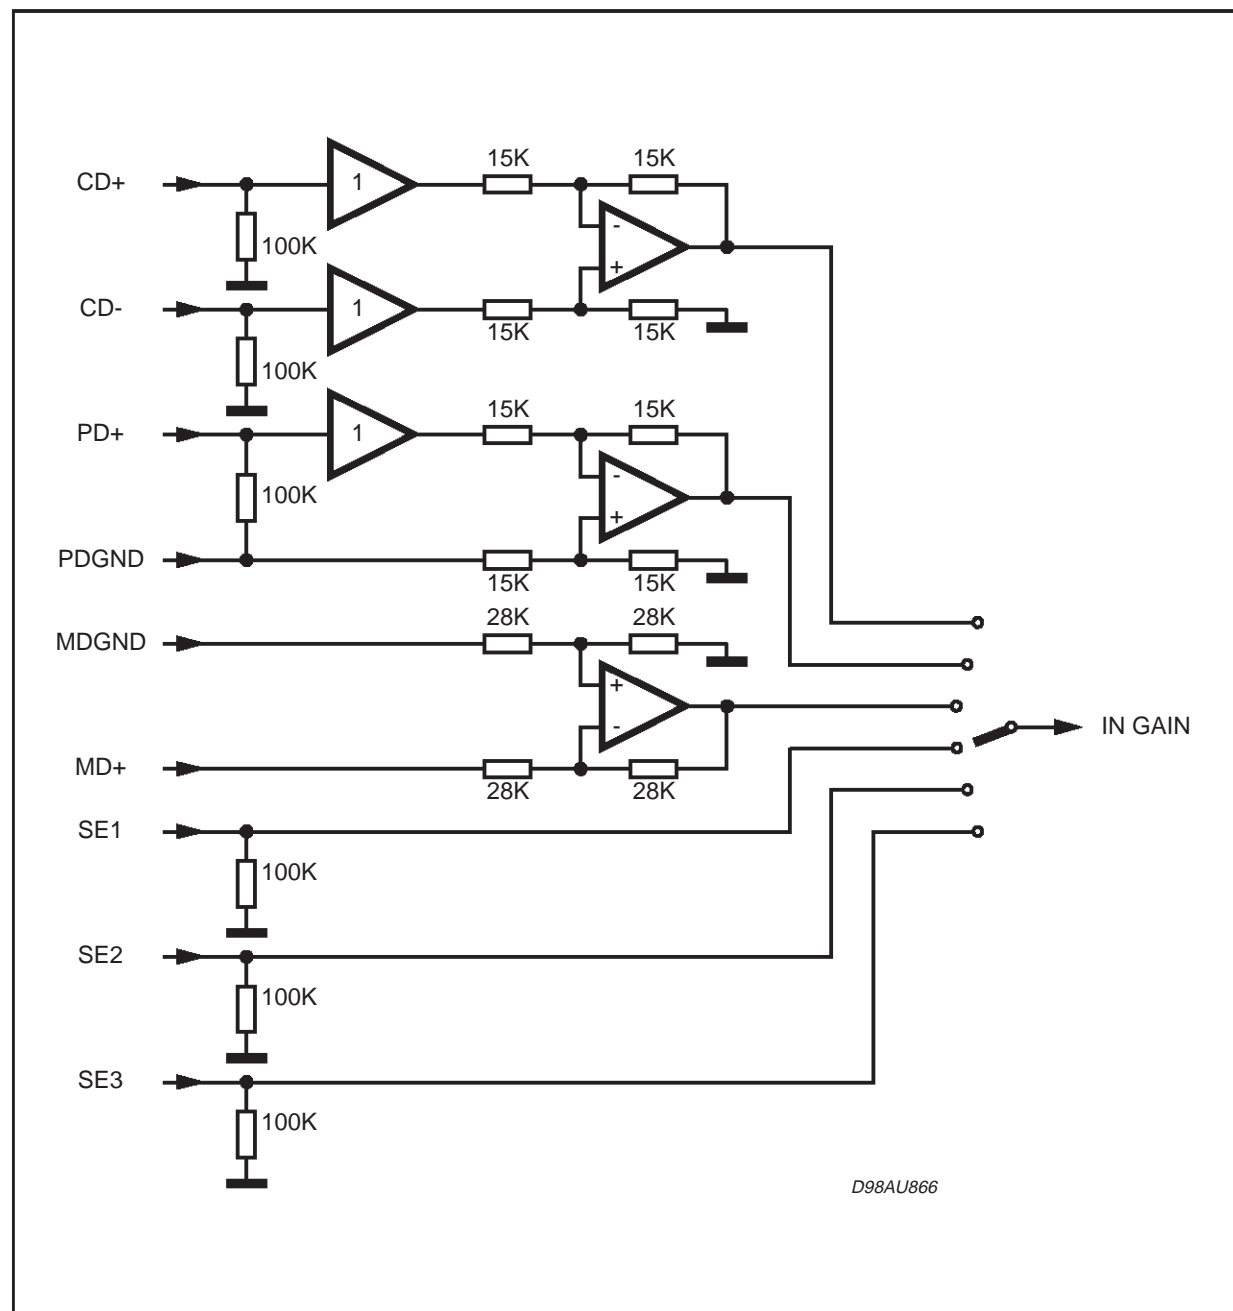 CD+
1
15K
15K
-
+
100K
CD-
1
15K
15K
100K
PD+
1
15K
15K
-
+
100K
PDGND
15K
15K
MDGND
28K
28K
+
-
IN GAIN
MD+
28K
28K
SE1
100K
SE2
100K
SE3
100K
D98AU866